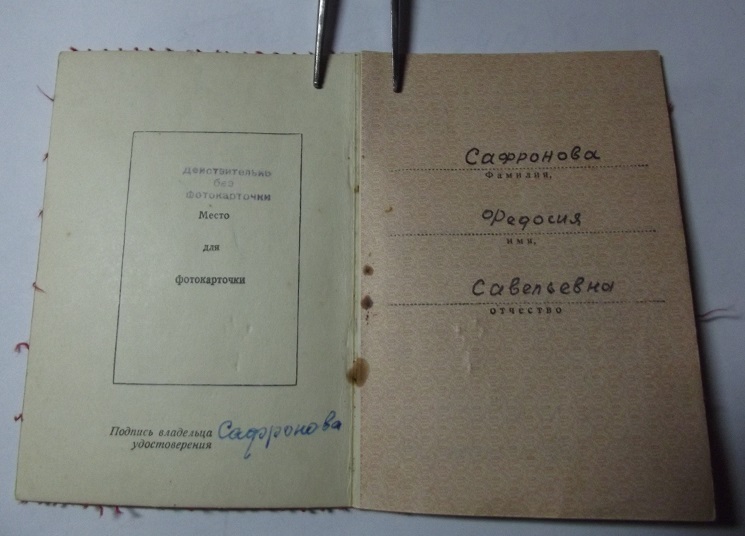 Действительно
без
фотокарточки
Место
для
фотокарточки
Подпись владельца Сафронова
удостоверения
Сафронова
Фамилия,
Федосия
имя,
Савельевна
отчество